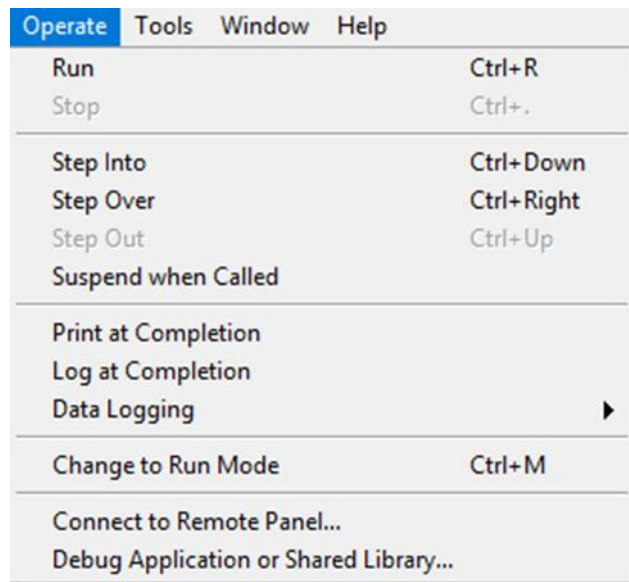 Operate Tools Window Help
Run Ctrl+R
Stop Ctrl+.
Step Into Ctrl+Down
Step Over Ctrl+Right
Step Out Ctrl+Up
Suspend when Called
Print at Completion
Log at Completion
Data Logging
Change to Run Mode Ctrl+M
Connect to Remote Panel...
Debug Application or Shared Library...